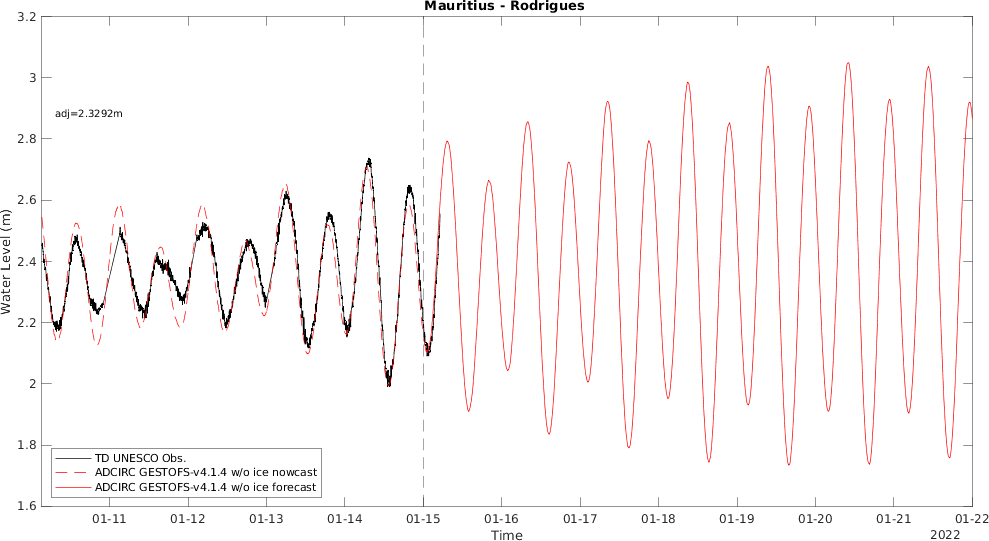 Mauritius - Rodrigues
3.2
3
2.8
2.6
2.4
2.2
2
1.8
1.6
Water Level (m)
adj=2.3292m
TD UNESCO Obs.
ADCIRC GESTOFS-v4.1.4 w/o ice nowcast
ADCIRC GESTOFS-v4.1.4 w/o ice forecast
01-11 01-12 01-13 01-14 01-15 01-16 01-17 01-18 01-19 01-20 01-21 01-22
Time
2022